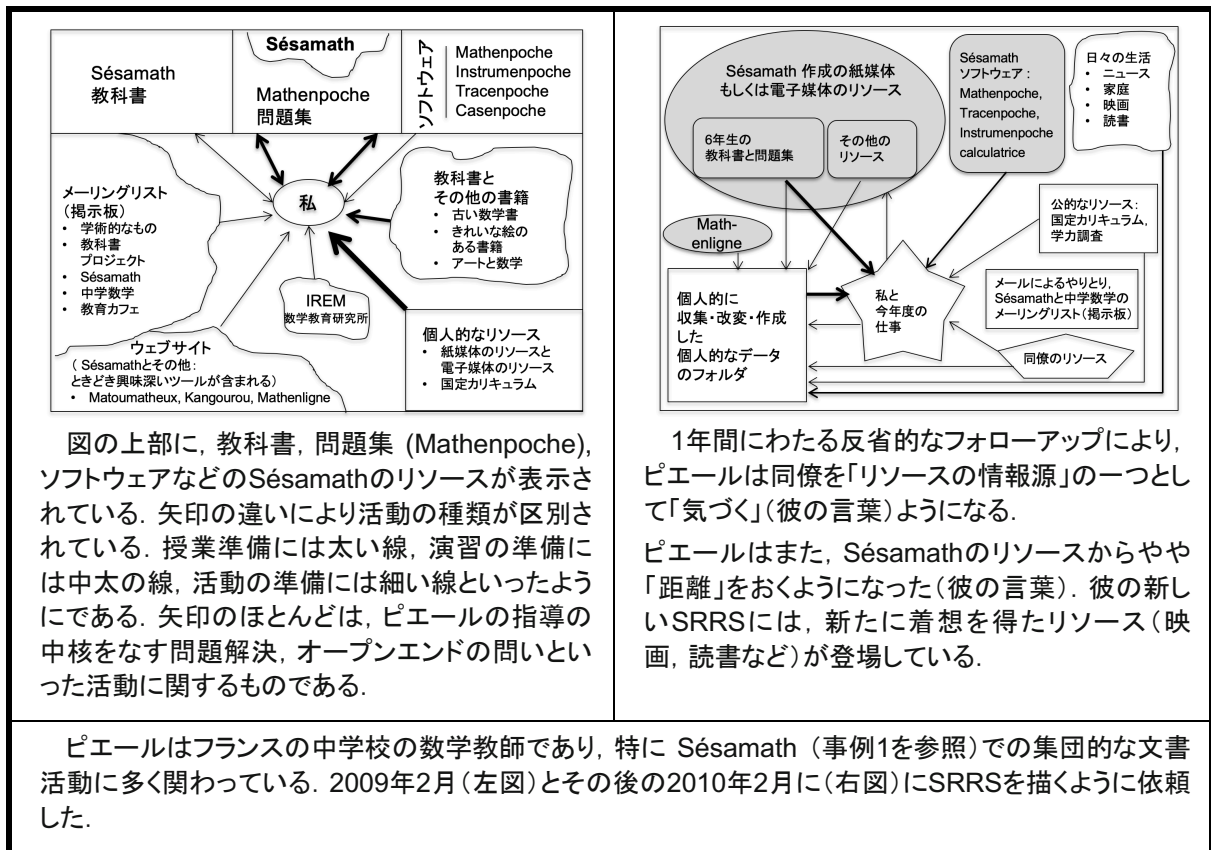 Sésamath
教科書
Sésamath
Mathenpoche
問題集
ソフトウェア
Mathenpoche
Instrumenpoche
Tracenpoche
Casenpoche
メーリングリスト
(掲示板)
• 学術的なもの
• 教科書
プロジェクト
• Sésamath
• 中学数学
• 教育カフェ
私
教科書と
その他の書籍
• 古い数学書
• きれいな絵の
ある書籍
• アートと数学
IREM
数学教育研究所
ウェブサイト
( Sésamathとその他:
ときどき興味深いツールが含まれる)
• Matoumatheux, Kangourou, Mathenligne
個人的なリソース
• 紙媒体のリソースと
電子媒体のリソース
• 国定カリキュラム
図の上部に, 教科書, 問題集 (Mathenpoche),
ソフトウェアなどのSésamathのリソースが表示さ
れている. 矢印の違いにより活動の種類が区別さ
れている. 授業準備には太い線, 演習の準備に
は中太の線, 活動の準備には細い線といったよう
にである. 矢印のほとんどは, ピエールの指導の
中核をなす問題解決, オープンエンドの問いとい
った活動に関するものである.
Sésamath 作成の紙媒体
もしくは電子媒体のリソース
6年生の
教科書と問題集
その他の
リソース
Sésamath
ソフトウェア:
Mathenpoche,
Tracenpoche,
Instrumenpoche
calculatrice
日々の生活
• ニュース
• 家庭
• 映画
• 読書
Math-
enligne
公的なリソース:
国定カリキュラム,
学力調査
個人的に
収集・改変・作成
した
個人的なデータ
のフォルダ
私と
今年度の
仕事
メールによるやりとり,
Sésamathと中学数学の
メーリングリスト(掲示板)
同僚のリソース
1年間にわたる反省的なフォローアップにより,
ピエールは同僚を「リソースの情報源」の一つとし
て「気づく」(彼の言葉)ようになる.
ピエールはまた, Sésamathのリソースからやや
「距離」をおくようになった(彼の言葉). 彼の新し
いSRRSには, 新たに着想を得たリソース(映
画, 読書など)が登場している.
ピエールはフランスの中学校の数学教師であり, 特に Sésamath (事例1を参照)での集団的な文書
活動に多く関わっている. 2009年2月(左図)とその後の2010年2月に(右図)にSRRSを描くように依頼
した.